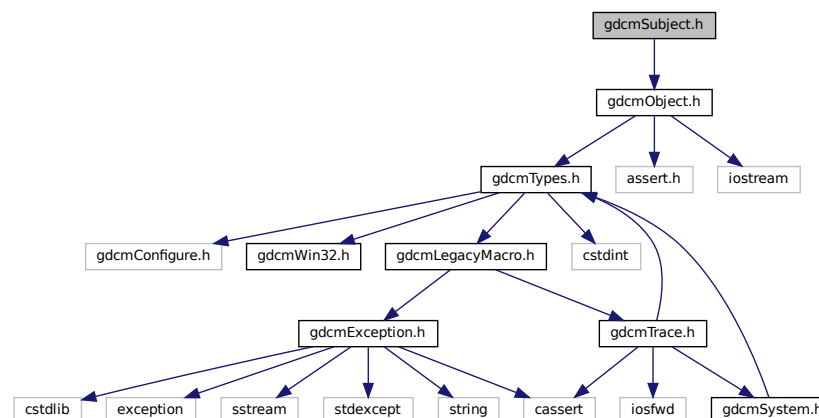 gdcmSubject.h
gdcmObject.h
gdcmTypes.h
assert.h
iostream
gdcmConfigure.h
gdcmWin32.h
gdcmLegacyMacro.h
cstdint
gdcmException.h
gdcmTrace.h
cstdlib
exception
sstream
stdexcept
string
cassert
iosfwd
gdcmSystem.h